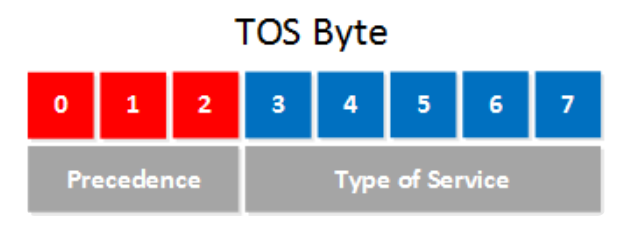 TOS Byte
0 1 2 3 4 5 6 7
Precedence Type of Service